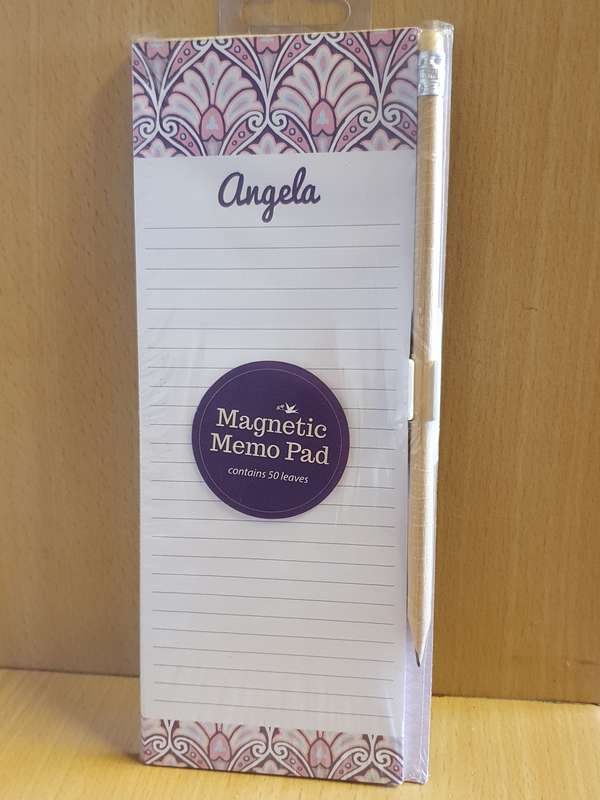 Angela
Magnetic
Memo Pad
contains 50 leaves